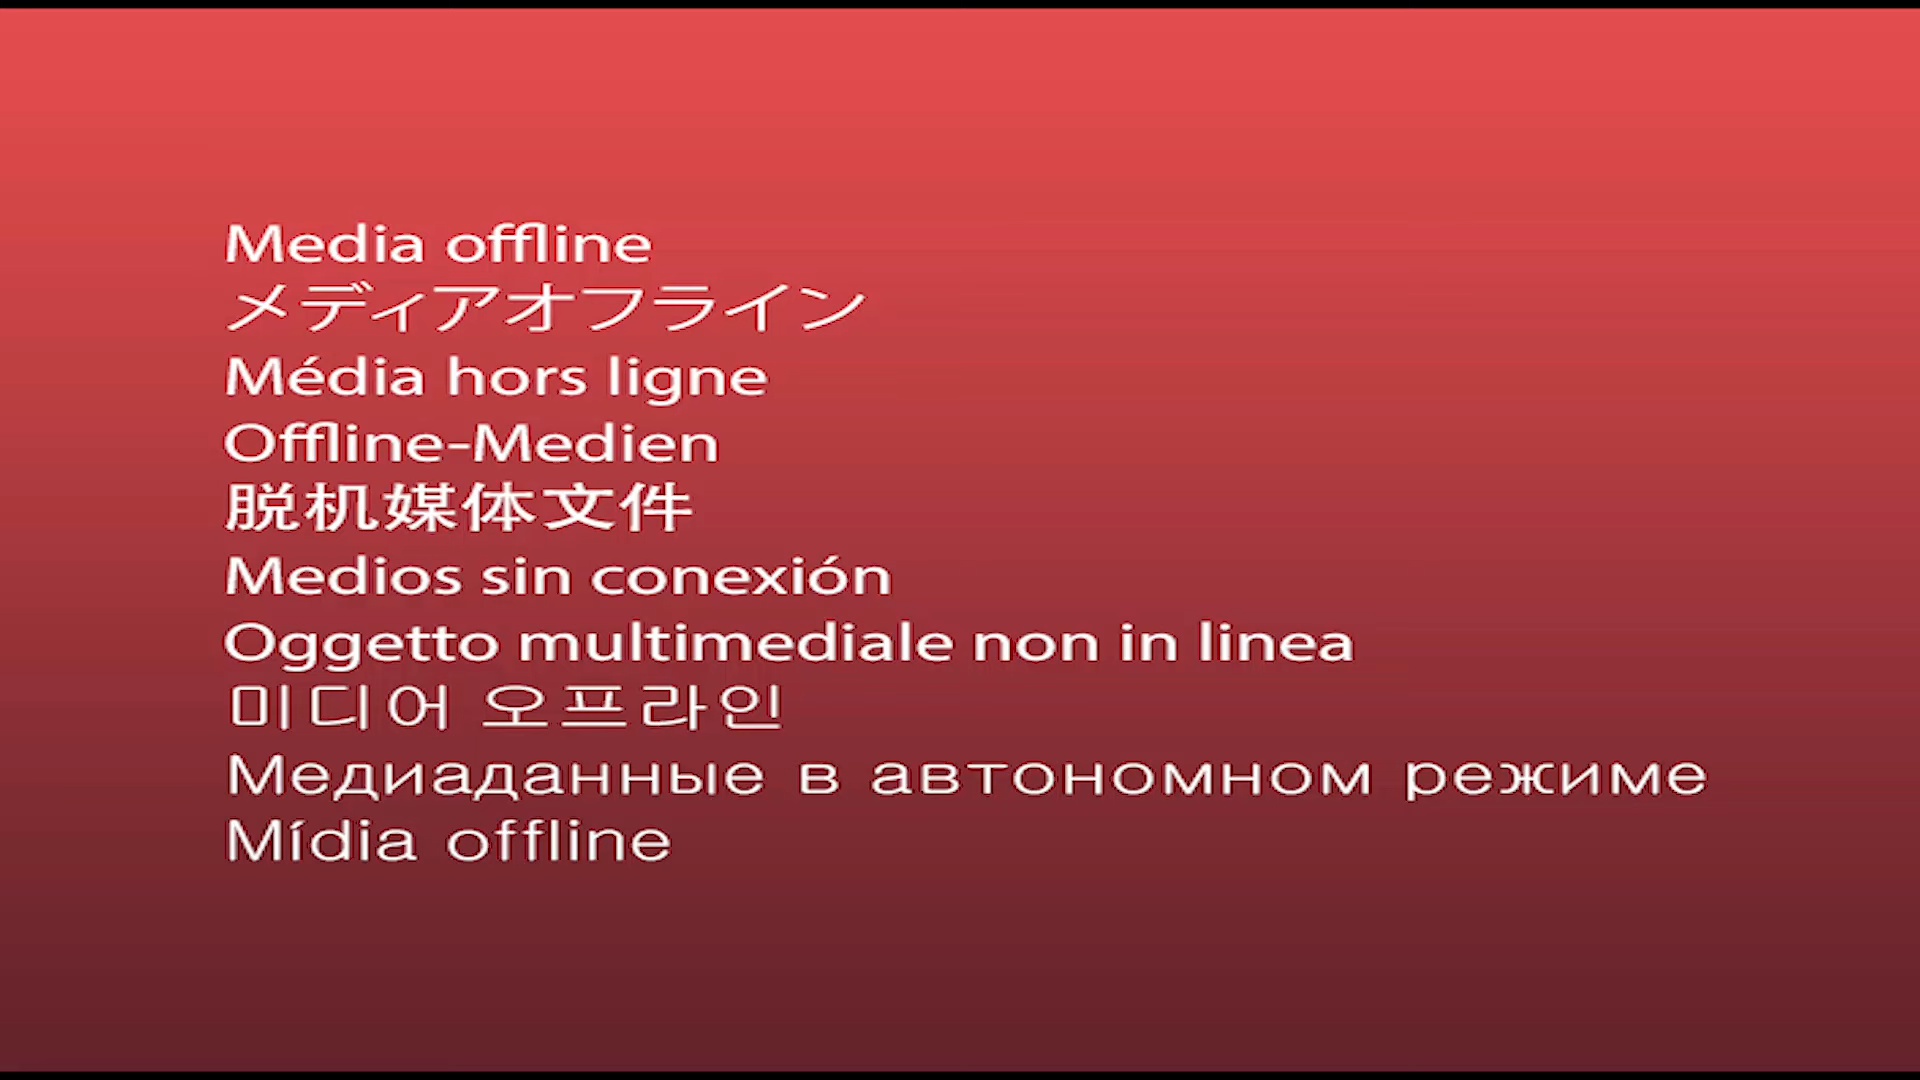 Media offline
メディアオフライン
Média hors ligne
Offline-Medien
脱机媒体文件
Medios sin conexión
Oggetto multimediale non in linea
미디어 오프라인
Медиаданные в автономном режиме
Mídia offline